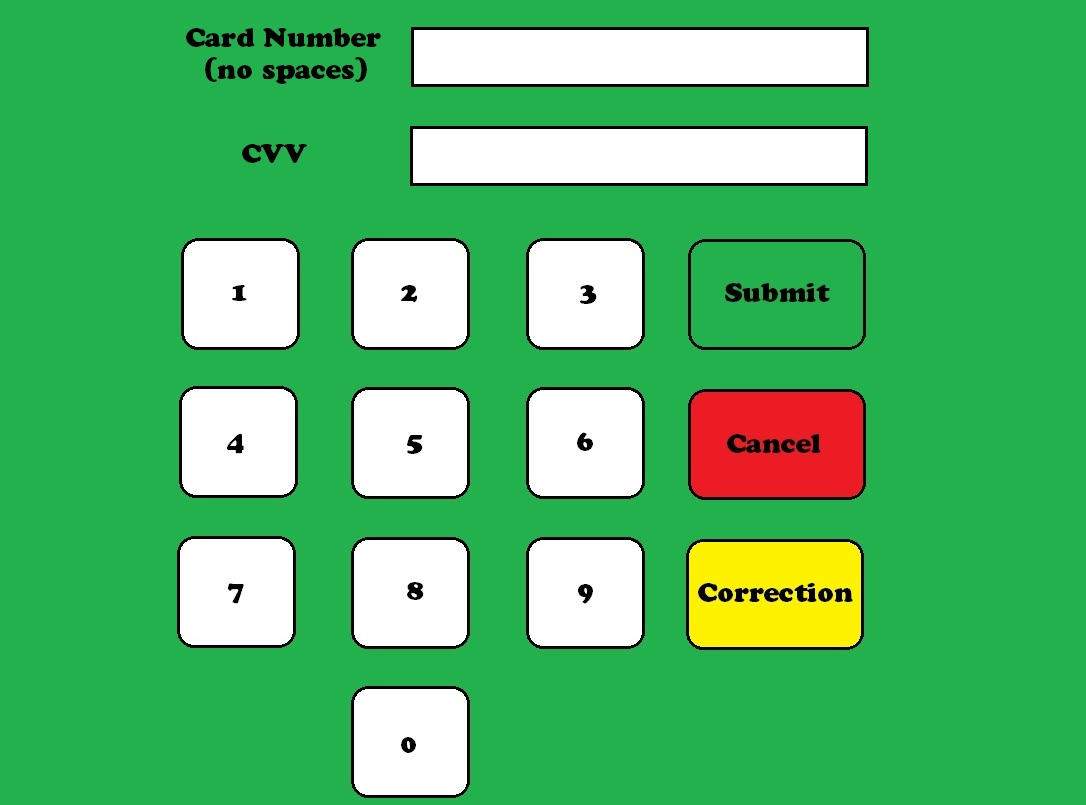 Card Number
(no spaces)
CVV
1 2 3 Submit
4 5 6 Cancel
7 8 9 Correction
0